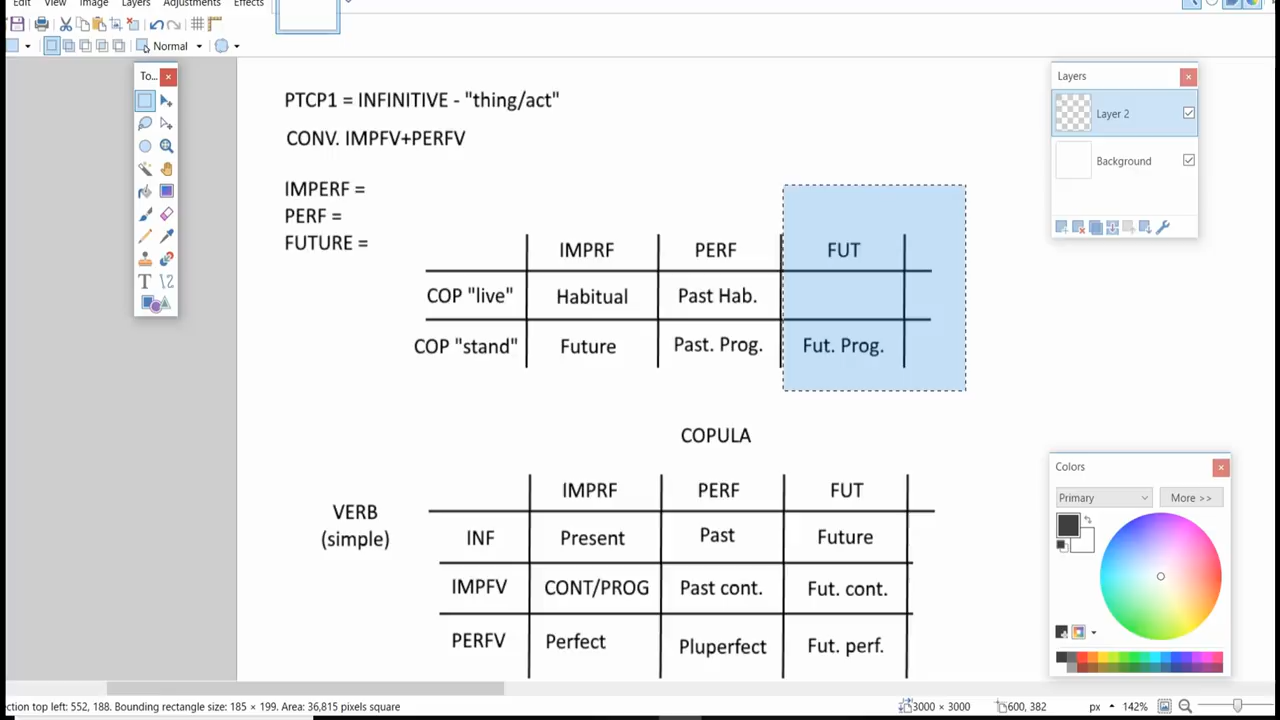 Edit View Image Layers Adjustments Effects
Normal
To...
PTCP1 = INFINITIVE - "thing/act"
CONV. IMPFV+PERFV
IMPERF =
PERF =
FUTURE =
IMPRF PERF FUT
COP "live" Habitual Past Hab.
COP "stand" Future Past. Prog. Fut. Prog.
COPULA
VERB
(simple)
IMPRF PERF FUT
INF Present Past Future
IMPFV CONT/PROG Past cont. Fut. cont.
PERFV Perfect Pluperfect Fut. perf.
Layers
Layer 2
Background
Colors
Primary More >>
ction top left: 552, 188. Bounding rectangle size: 185 × 199. Area: 36,815 pixels square
3000 × 3000 600, 382 px 142%